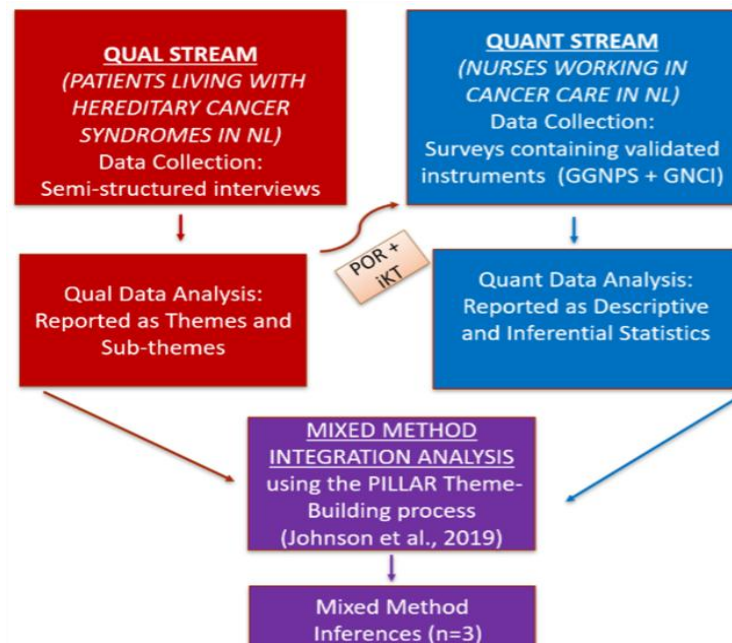 QUAL STREAM
(PATIENTS LIVING WITH
HEREDITARY CANCER
SYNDROMES IN NL)
Data Collection:
Semi-structured interviews
QUANT STREAM
(NURSES WORKING IN
CANCER CARE IN NL)
Data Collection:
Surveys containing validated
instruments (GGNPS + GNCI)
POR +
iKT
Qual Data Analysis:
Reported as Themes and
Sub-themes
Quant Data Analysis:
Reported as Descriptive
and Inferential Statistics
MIXED METHOD
INTEGRATION ANALYSIS
using the PILLAR Theme-
Building process
(Johnson et al., 2019)
Mixed Method
Inferences (n=3)